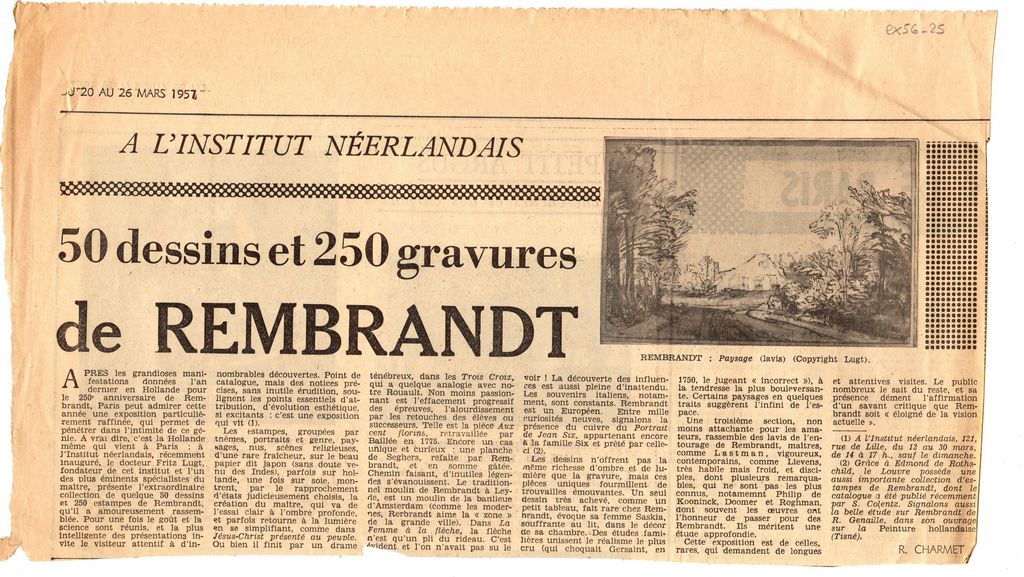 ex56-25
DU 20 AU 26 MARS 1957
A L'INSTITUT NÉERLANDAIS
50 dessins et 250 gravures
de REMBRANDT
REMBRANDT : Paysage (lavis) (Copyright Lugt).
APRES les grandioses mani-
festations données l'an
dernier en Hollande pour
le 250e anniversaire de Rem-
brandt, Paris peut admirer cette
année une exposition particuliè-
rement raffinée, qui permet de
pénétrer dans l'intimité de ce gé-
nie. A vrai dire, c'est la Hollande
même qui vient à Paris à
l'Institut néerlandais, récemment
inauguré, le docteur Fritz Lugt,
fondateur de cet institut et l'un
des plus éminents spécialistes du
maître, présente l'extraordinaire
collection de quelque 50 dessins
et 250 estampes de Rembrandt,
qu'il a amoureusement rassem-
blée. Pour une fois le goût et la
science sont réunis, et la plus
intelligente des présentations in-
vite le visiteur attentif à d'in-
nombrables découvertes. Point de
catalogue, mais des notices pré-
cises, sans inutile érudition, sou-
lignent les points essentiels d'at-
tribution, d'évolution esthétique,
et excitants : c'est une exposition
qui vit (1).
Les estampes, groupées par
thèmes, portraits et genre, pay-
sages, nus, scènes religieuses,
d'une rare fraîcheur, sur le beau
papier dit japon (sans doute venu
des Indes), parfois sur hol-
lande, une fois sur soie, mon-
trent, par le rapprochement
d'états judicieusement choisis, la
création du maître, qui va de
l'essai clair à l'ombre profonde,
et parfois retourne à la lumière
en se simplifiant, comme dans
Jésus-Christ présenté au peuple.
Ou bien il finit par un drame
ténébreux, dans les Trois Croix,
qui a quelque analogie avec no-
tre Rouault. Non moins passion-
nant est l'effacement progressif
des épreuves, l'alourdissement
par les retouches des élèves ou
successeurs. Telle est la pièce Aux
cent florins, retravaillée par
Baillée en 1775. Encore un cas
unique et curieux : une planche
de Seghers, refaite par Rem-
brandt, et en somme gâtée.
Chemin faisant, d'inutiles légen-
des s'évanouissent. Le tradition-
nel moulin de Rembrandt à Ley-
de, est un moulin de la banlieue
d'Amsterdam (comme les moder-
nes, Rerbrandt aime la « zone »
de la grande ville). Dans La
Femme à la flèche, la flèche
n'est qu'un pli du rideau. C'est
évident et l'on n'avait pas su le
voir ! La découverte des influen-
ces est aussi pleine d'inattendu.
Les souvenirs italiens, notam-
ment, sont constants. Rembrandt
est un Européen. Entre mille
curiosités neuves, signalons la
présence du cuivre du Portrait
de Jean Six, appartenant encore
à la famille Six et prêté par celle-
ci (2).
Les dessins n'offrent pas la
même richesse d'ombre et de lu-
mière que la gravure, mais ces
pièces uniques fourmillent de
trouvailles émouvantes. Un seul
dessin très achevé, comme un
petit tableau, fait rare chez Rem-
brandt, évoque sa femme Saskia,
souffrante au lit, dans le décor
de sa chambre. Des études fami-
lières unissent le réalisme le plus
cru (qui choquait Gersaint, en
1750, le jugeant « incorrect »), à
la tendresse la plus bouleversan-
te. Certains paysages en quelques
traits suggèrent l'infini de l'es-
pace.
Une troisième section, non
moins attachante pour les ama-
teurs, rassemble des lavis de l'en-
tourage de Rembrandt, maîtres,
comme Lastman, vigoureux,
contemporains, comme Lievens,
très habile mais froid, et disci-
ples, dont plusieurs remarqua-
bles, qui ne sont pas les plus
connus, notamment Philip de
Kooninck, Doomer et Roghman,
dont souvent les œuvres ont
l'honneur de passer pour des
Rembrandt. Ils méritent une
étude approfondie.
Cette exposition est de celles,
rares, qui demandent de longues
et attentives visites. Le public
nombreux le sait du reste, et sa
présence dément l'affirmation
d'un savant critique que Rem-
brandt soit « éloigné de la vision
actuelle ».
(1) A l'Institut néerlandais, 121,
rue de Lille, du 12 au 30 mars,
de 14 à 17 h., sauf le dimanche.
(2) Grâce à Edmond de Roths-
child, le Louvre possède une
aussi importante collection d'es-
tampes de Rembrandt, dont le
catalogue a été publié récemment
par S. Colentz. Signalons aussi
la belle étude sur Rembrandt de
R. Genaille, dans son ouvrage
sur la Peinture hollandaise
(Tisné).
R. CHARMET